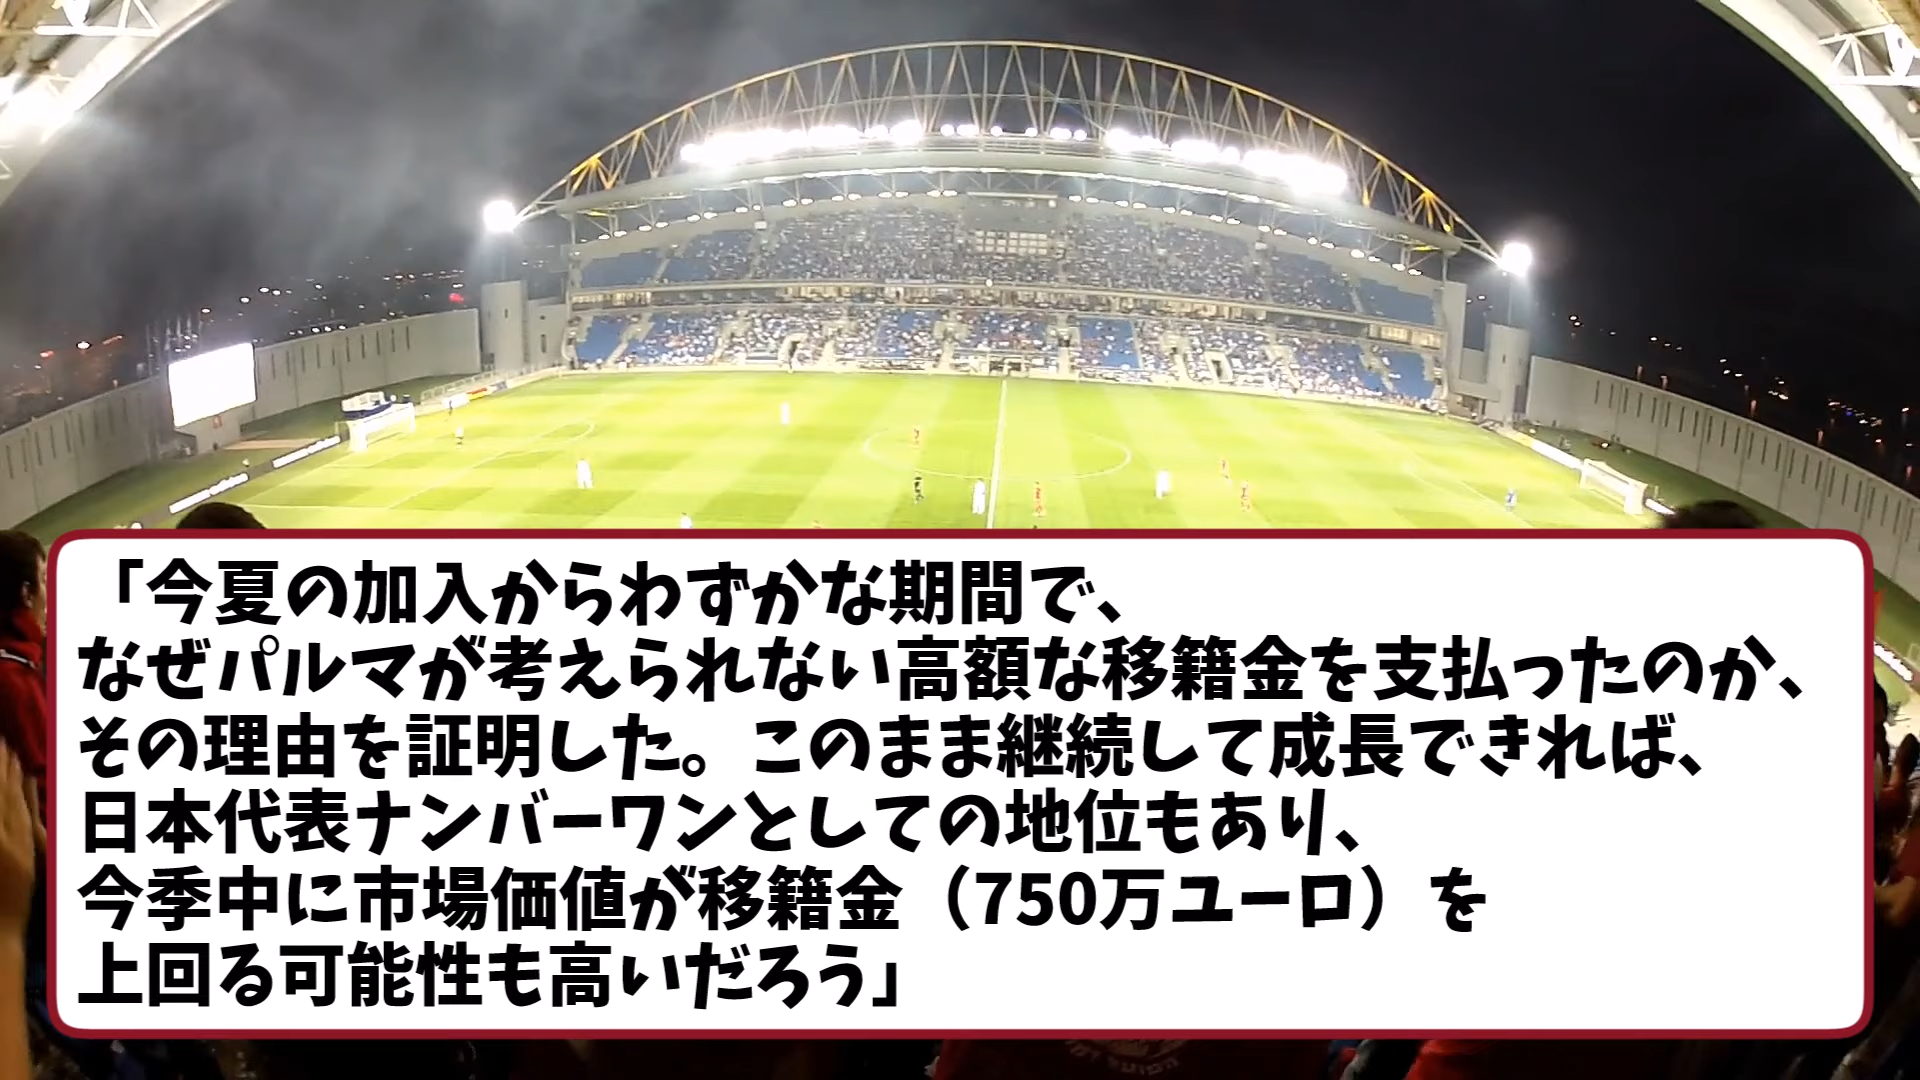 「今夏の加入からわずかな期間で、
なぜパルマが考えられない高額な移籍金を支払ったのか、
その理由を証明した。このまま継続して成長できれば、
日本代表ナンバーワンとしての地位もあり、
今季中に市場価値が移籍金（750万ユーロ）を
上回る可能性も高いだろう」